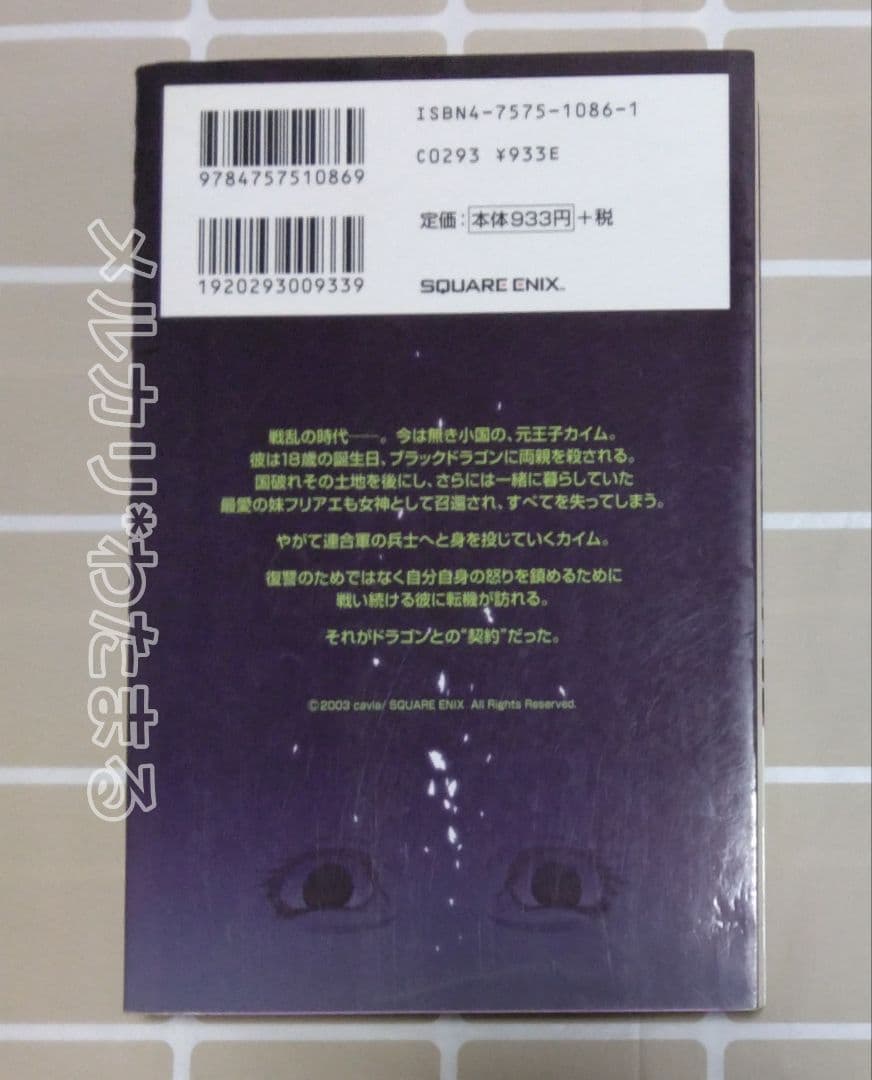 ISBN4-7575-1086-1
C0293 ¥933E
9784757510869
定価:本体933円+税
1920293009339
SQUARE ENIX™
戦乱の時代──。今は無き小国の、元王子カイム。
彼は18歳の誕生日、ブラックドラゴンに両親を殺される。
国破れその土地を後にし、さらには一緒に暮らしていた
最愛の妹フリアエも女神として召還され、すべてを失ってしまう。
やがて連合軍の兵士へと身を投じていくカイム。
復讐のためではなく自分自身の怒りを鎮めるために
戦い続ける彼に転機が訪れる。
それがドラゴンとの"契約"だった。
©2003 cavia/ SQUARE ENIX All Rights Reserved.
メルカリ*わたまる